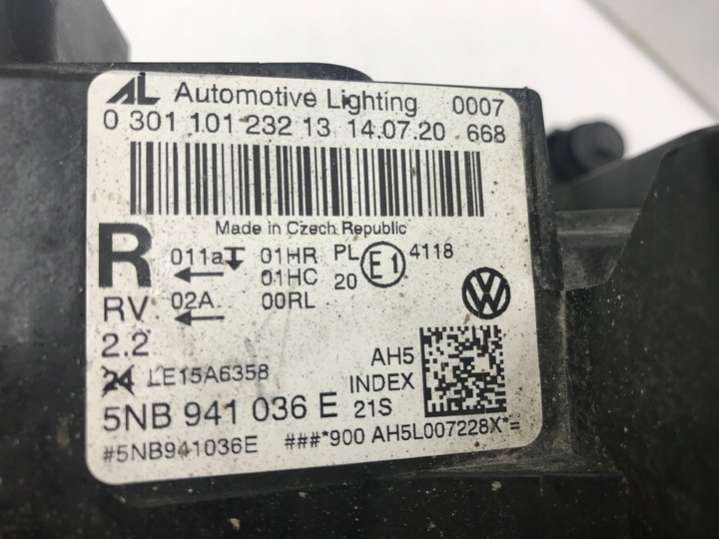 AL Automotive Lighting 0007
0 301 101 232 13 14.07.20 668
Made in Czech Republic
R 011a 01HR PL E1 4118
01HC 20
RV 02A 00RL
2.2
24 LE15A6358 AH5
INDEX
5NB 941 036 E 21S
#5NB941036E ###*900 AH5L007228X*=